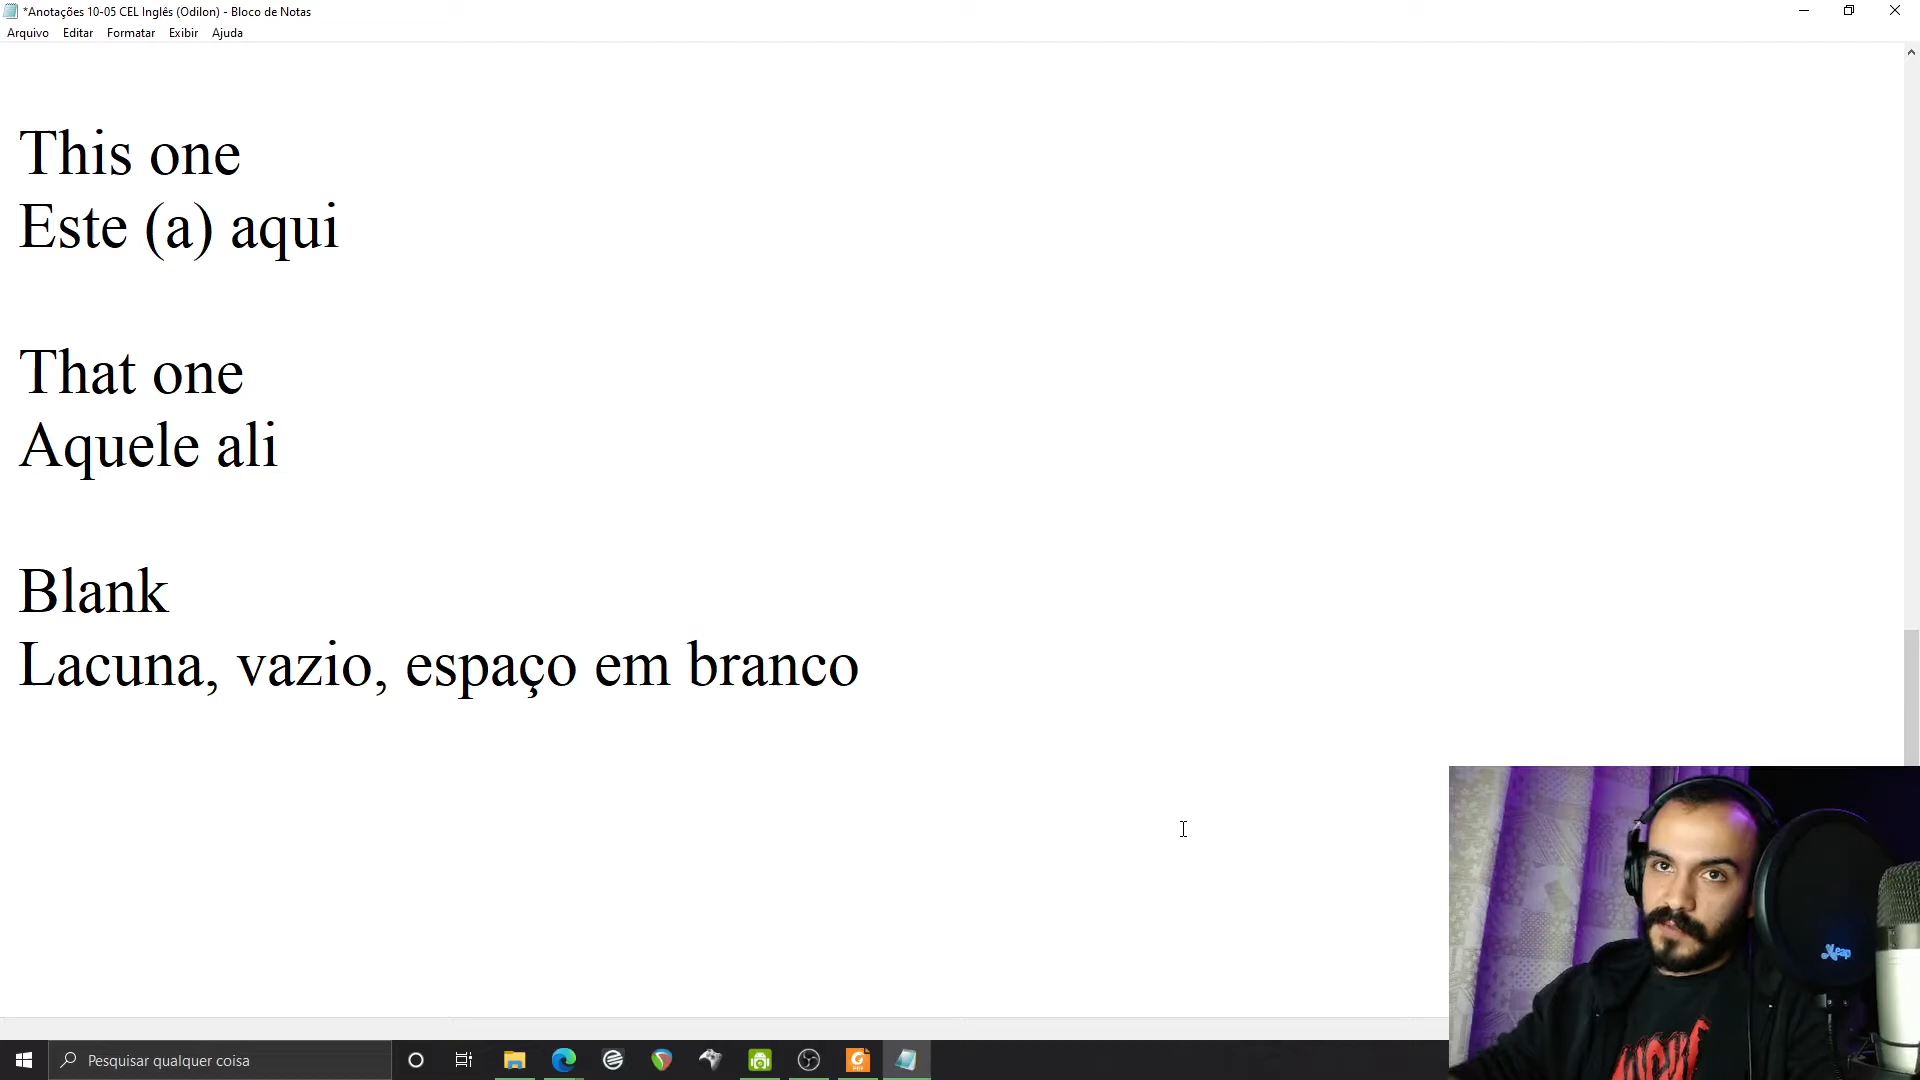 *Anotações 10-05 CEL Inglês (Odilon) - Bloco de Notas
Arquivo Editar Formatar Exibir Ajuda
This one
Este (a) aqui
That one
Aquele ali
Blank
Lacuna, vazio, espaço em branco
Pesquisar qualquer coisa